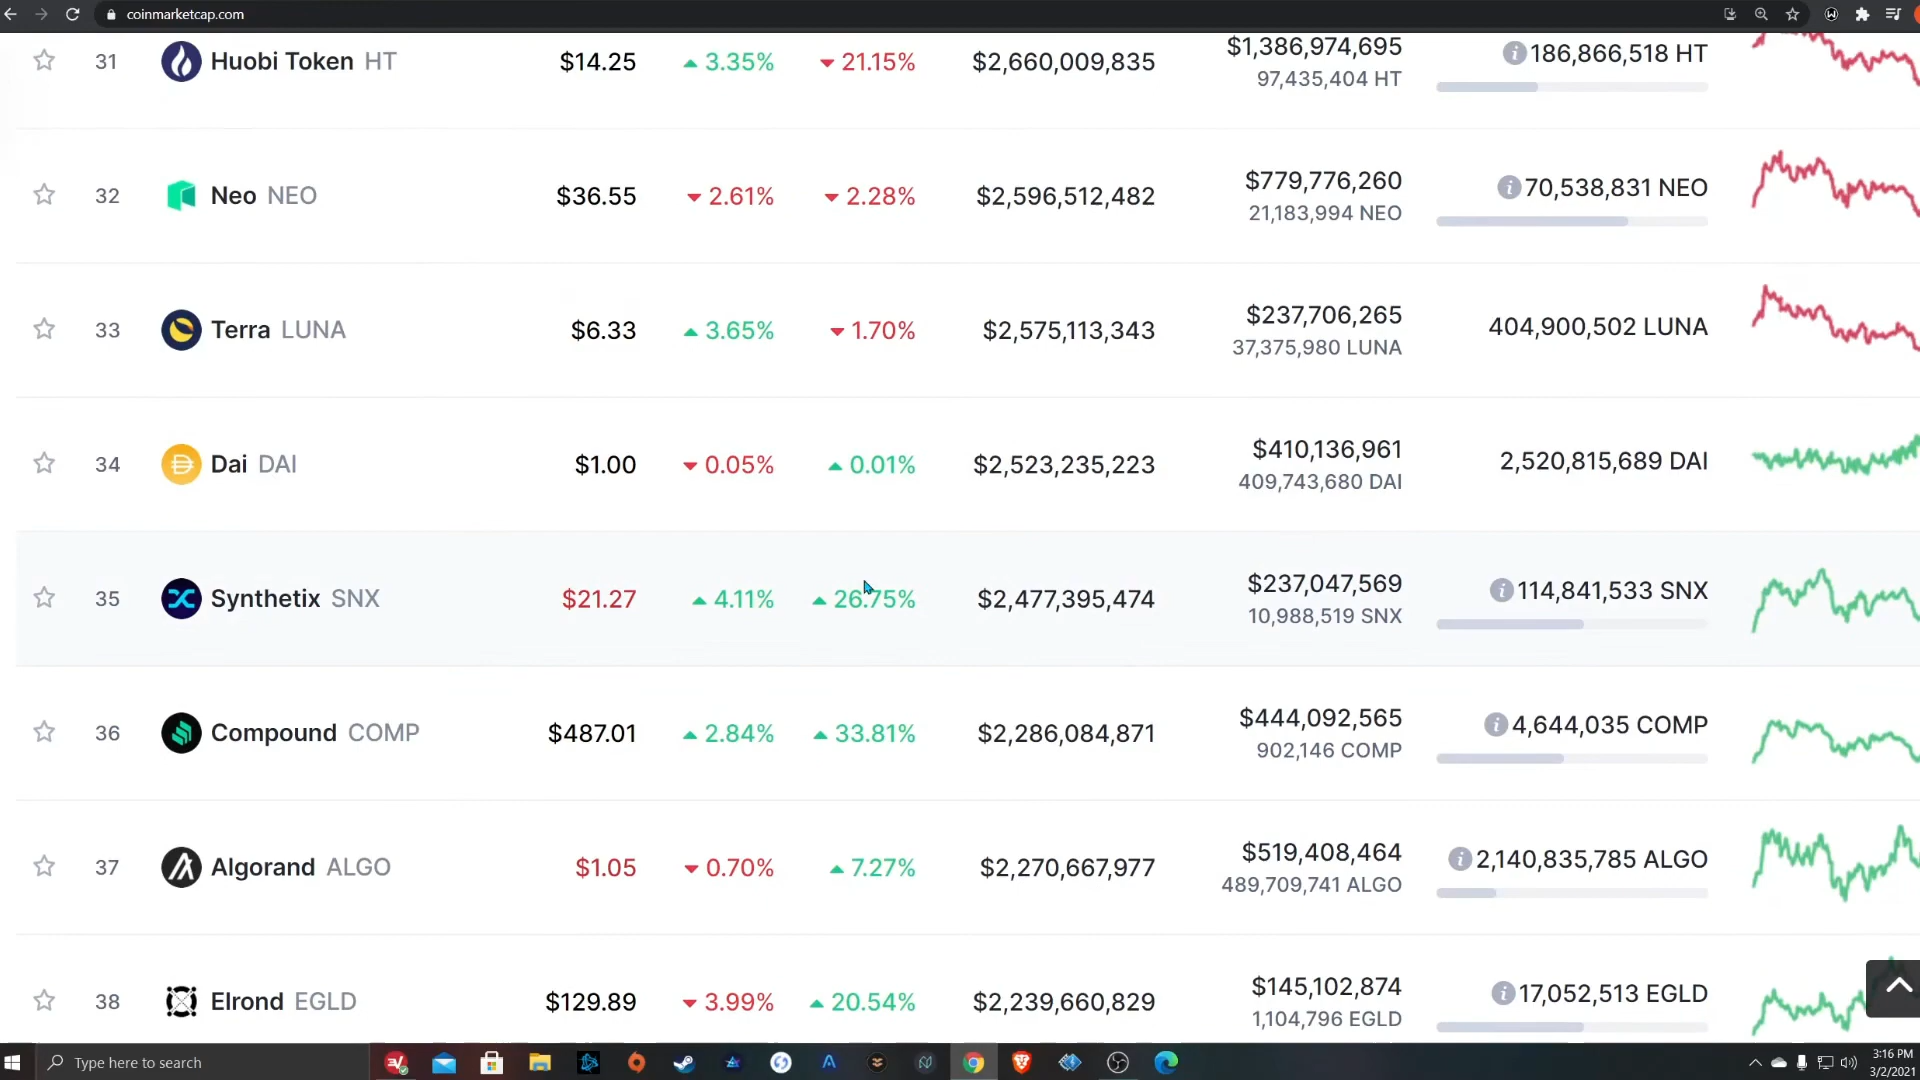 coinmarketcap.com
31 Huobi Token HT $14.25 3.35% 21.15% $2,660,009,835 $1,386,974,695 186,866,518 HT
97,435,404 HT
32 Neo NEO $36.55 2.61% 2.28% $2,596,512,482 $779,776,260 70,538,831 NEO
21,183,994 NEO
33 Terra LUNA $6.33 3.65% 1.70% $2,575,113,343 $237,706,265 404,900,502 LUNA
37,375,980 LUNA
34 Dai DAI $1.00 0.05% 0.01% $2,523,235,223 $410,136,961 2,520,815,689 DAI
409,743,680 DAI
35 Synthetix SNX $21.27 4.11% 26.75% $2,477,395,474 $237,047,569 114,841,533 SNX
10,988,519 SNX
36 Compound COMP $487.01 2.84% 33.81% $2,286,084,871 $444,092,565 4,644,035 COMP
902,146 COMP
37 Algorand ALGO $1.05 0.70% 7.27% $2,270,667,977 $519,408,464 2,140,835,785 ALGO
489,709,741 ALGO
38 Elrond EGLD $129.89 3.99% 20.54% $2,239,660,829 $145,102,874 17,052,513 EGLD
1,104,796 EGLD
Type here to search
3:16 PM
3/2/2021